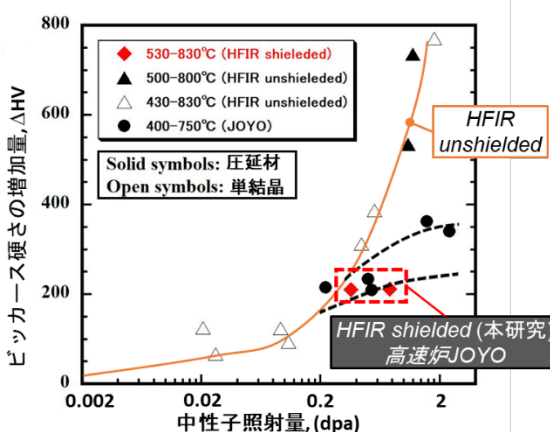 800
600
400
200
0
ビッカース硬さの増加量,ΔHV
530-830℃ (HFIR shieleded)
500-800℃ (HFIR unshieleded)
430-830℃ (HFIR unshieleded)
400-750℃ (JOYO)
Solid symbols: 圧延材
Open symbols: 単結晶
HFIR
unshielded
HFIR shielded (本研究)
高速炉JOYO
0.002
0.02
0.2
2
中性子照射量, (dpa)